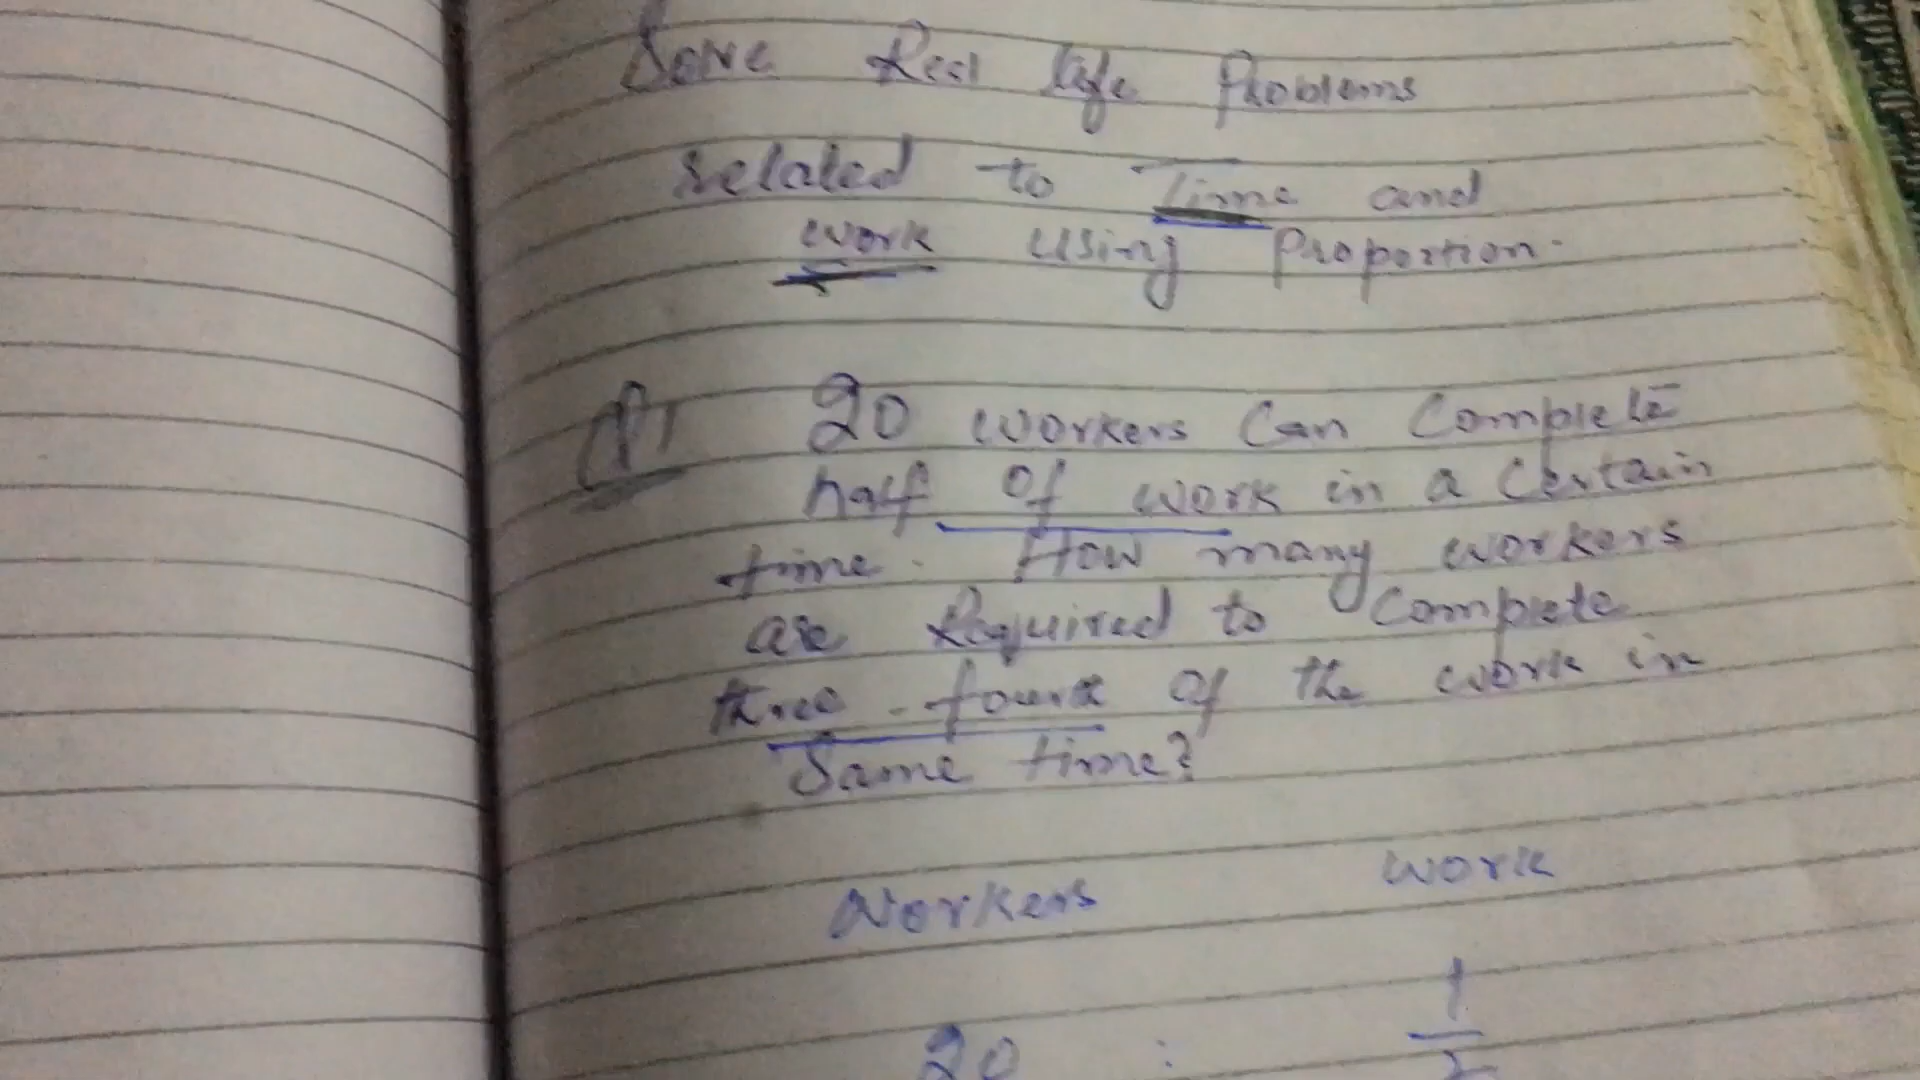 Solve Real life Problems
related to Time and
work using Proportion.
Q1 20 workers Can Complete
half of work in a Certain
time. How many workers
are Required to Complete
three-fourt of the work in
Same time?
Workers work
20 : 1/2